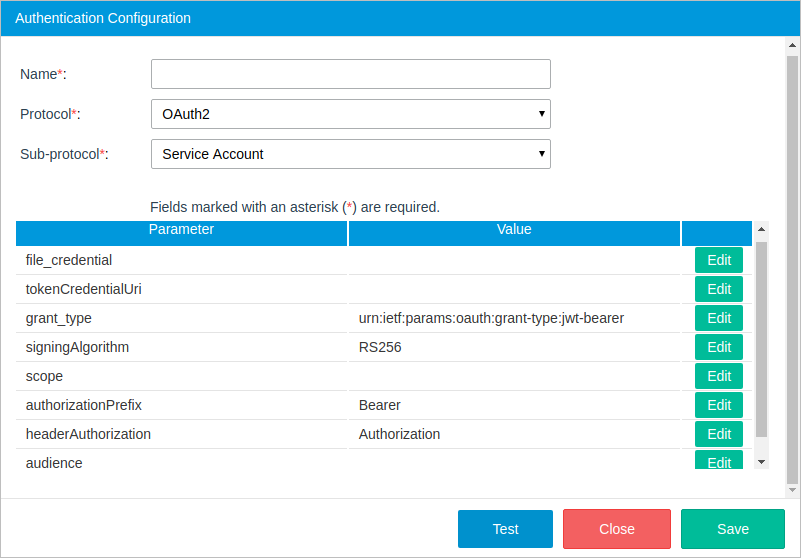 Authentication Configuration
Name*:
Protocol*: OAuth2
Sub-protocol*: Service Account
Fields marked with an asterisk (*) are required.
Parameter Value
file_credential Edit
tokenCredentialUri Edit
grant_type urn:ietf:params:oauth:grant-type:jwt-bearer Edit
signingAlgorithm RS256 Edit
scope Edit
authorizationPrefix Bearer Edit
headerAuthorization Authorization Edit
audience Edit
Test Close Save